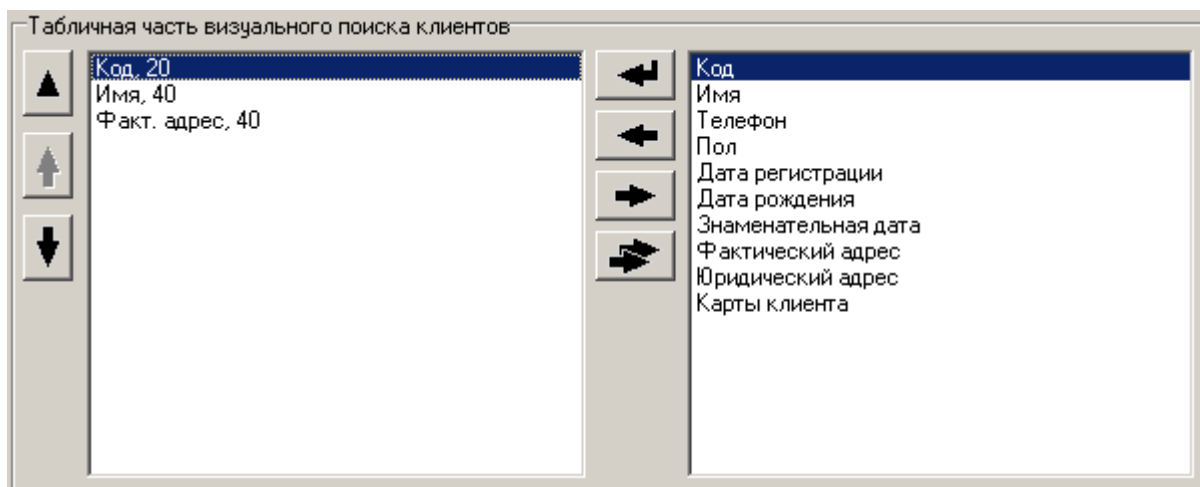 Табличная часть визуального поиска клиентов
Код, 20
Имя, 40
Факт. адрес, 40
Код
Имя
Телефон
Пол
Дата регистрации
Дата рождения
Знаменательная дата
Фактический адрес
Юридический адрес
Карты клиента